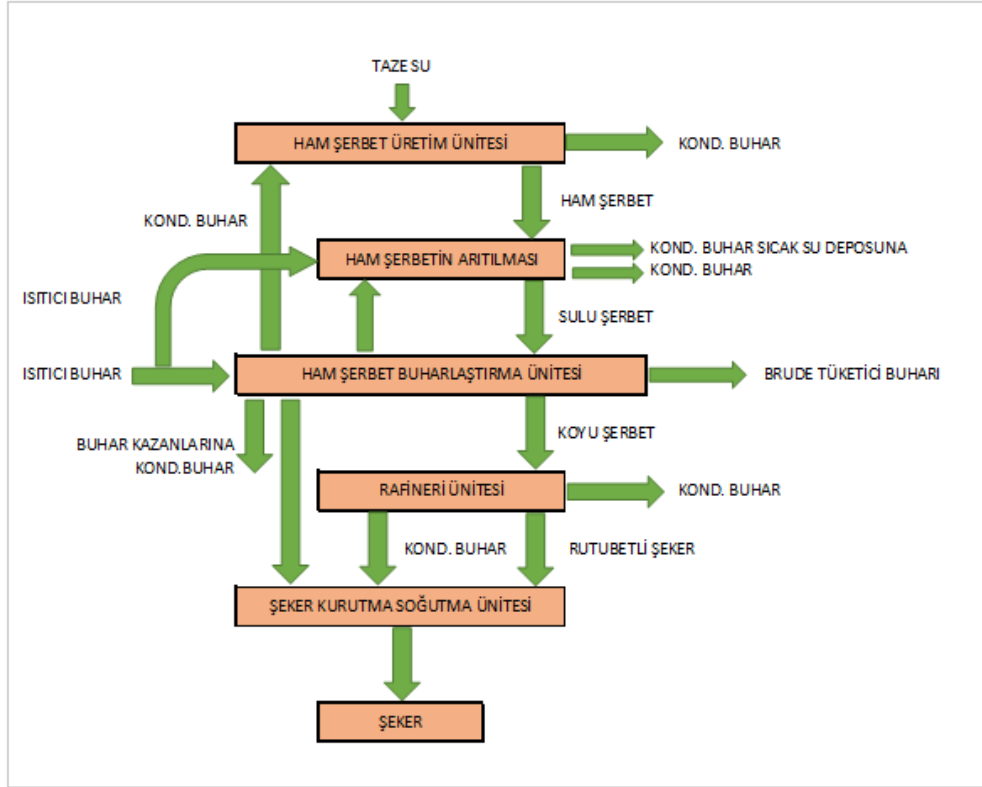 TAZE SU
HAM ŞERBET ÜRETİM ÜNİTESİ
KOND. BUHAR
KOND. BUHAR
HAM ŞERBET
HAM ŞERBETİN ARITILMASI
KOND. BUHAR SICAK SU DEPOSUNA
KOND. BUHAR
ISITICI BUHAR
SULU ŞERBET
ISITICI BUHAR
HAM ŞERBET BUHARLAŞTIRMA ÜNİTESİ
BRUDE TÜKETİCİ BUHARI
BUHAR KAZANLARINA
KOND.BUHAR
KOYU ŞERBET
RAFİNERİ ÜNİTESİ
KOND. BUHAR
KOND. BUHAR
RUTUBETLİ ŞEKER
ŞEKER KURUTMA SOĞUTMA ÜNİTESİ
ŞEKER